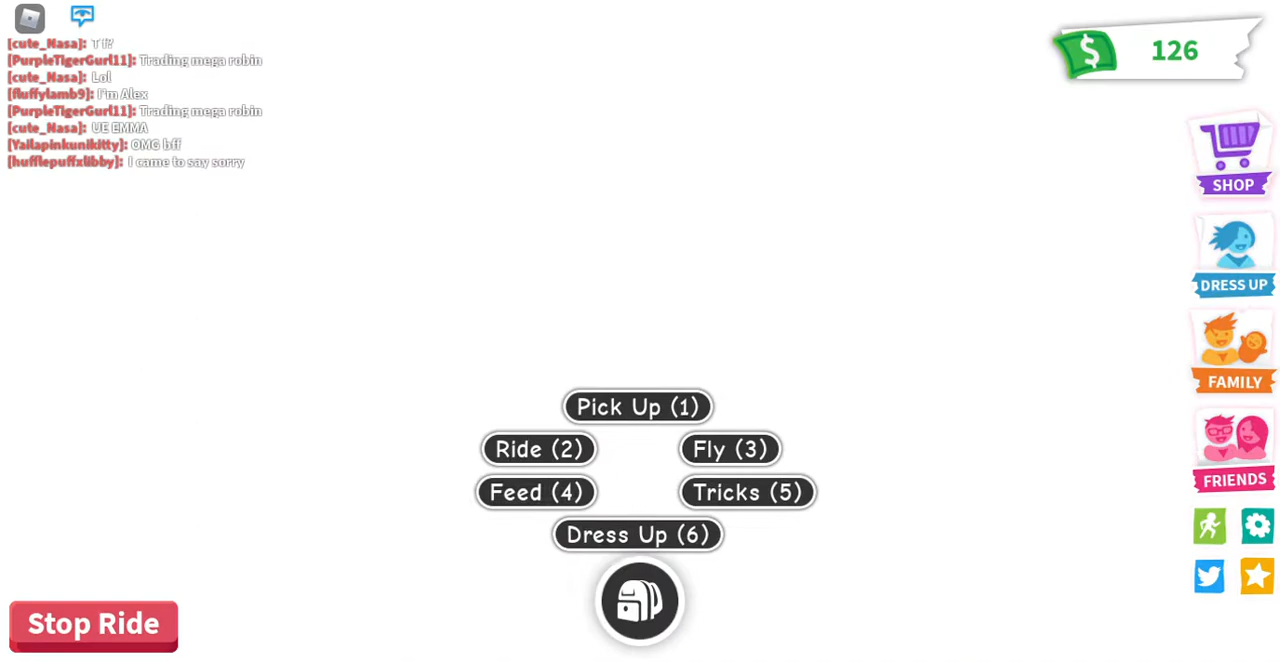 [cute_Nasa]: T f?
[PurpleTigerGurl11]: Trading mega robin
[cute_Nasa]: Lol
[fluffylamb9]: I'm Alex
[PurpleTigerGurl11]: Trading mega robin
[cute_Nasa]: UE EMMA
[Yailapinkunikitty]: OMG bff
[hufflepuffxlibby]: I came to say sorry
$ 126
SHOP
DRESS UP
FAMILY
FRIENDS
Pick Up (1)
Ride (2) Fly (3)
Feed (4) Tricks (5)
Dress Up (6)
Stop Ride